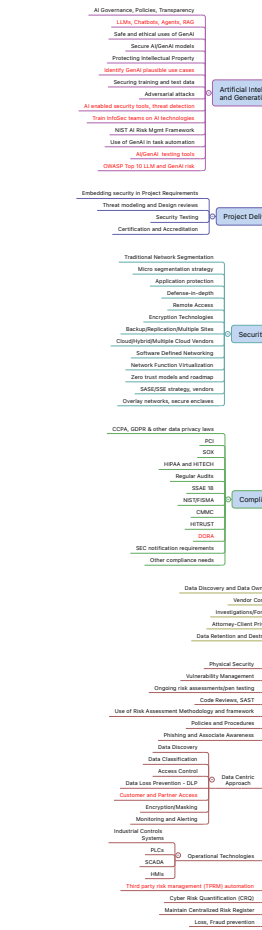 AI Governance, Policies, Transparency
LLMs, Chatbots, Agents, RAG
Safe and ethical uses of GenAI
Secure AI/GenAI models
Protecting Intellectual Property
Identify GenAI plausible use cases
Securing training and test data
Adversarial attacks
AI enabled security tools, threat detection
Train InfoSec teams on AI technologies
NIST AI Risk Mgmt Framework
Use of GenAI in task automation
AI/GenAI testing tools
OWASP Top 10 LLM and GenAI risk
Artificial Intel
and Generati
Embedding security in Project Requirements
Threat modeling and Design reviews
Security Testing
Certification and Accreditation
Project Deli
Traditional Network Segmentation
Micro segmentation strategy
Application protection
Defense-in-depth
Remote Access
Encryption Technologies
Backup/Replication/Multiple Sites
Cloud/Hybrid/Multiple Cloud Vendors
Software Defined Networking
Network Function Virtualization
Zero trust models and roadmap
SASE/SSE strategy, vendors
Overlay networks, secure enclaves
Securit
CCPA, GDPR & other data privacy laws
PCI
SOX
HIPAA and HITECH
Regular Audits
SSAE 18
NIST/FISMA
CMMC
HITRUST
DORA
SEC notification requirements
Other compliance needs
Compli
Data Discovery and Data Own
Vendor Con
Investigations/For
Attorney-Client Pri
Data Retention and Destr
Physical Security
Vulnerability Management
Ongoing risk assessments/pen testing
Code Reviews, SAST
Use of Risk Assessment Methodology and framework
Policies and Procedures
Phishing and Associate Awareness
Data Discovery
Data Classification
Access Control
Data Loss Prevention - DLP
Customer and Partner Access
Encryption/Masking
Monitoring and Alerting
Data Centric
Approach
Industrial Controls
Systems
PLCs
SCADA
HMIs
Operational Technologies
Third party risk management (TPRM) automation
Cyber Risk Quantification (CRQ)
Maintain Centralized Risk Register
Loss, Fraud prevention